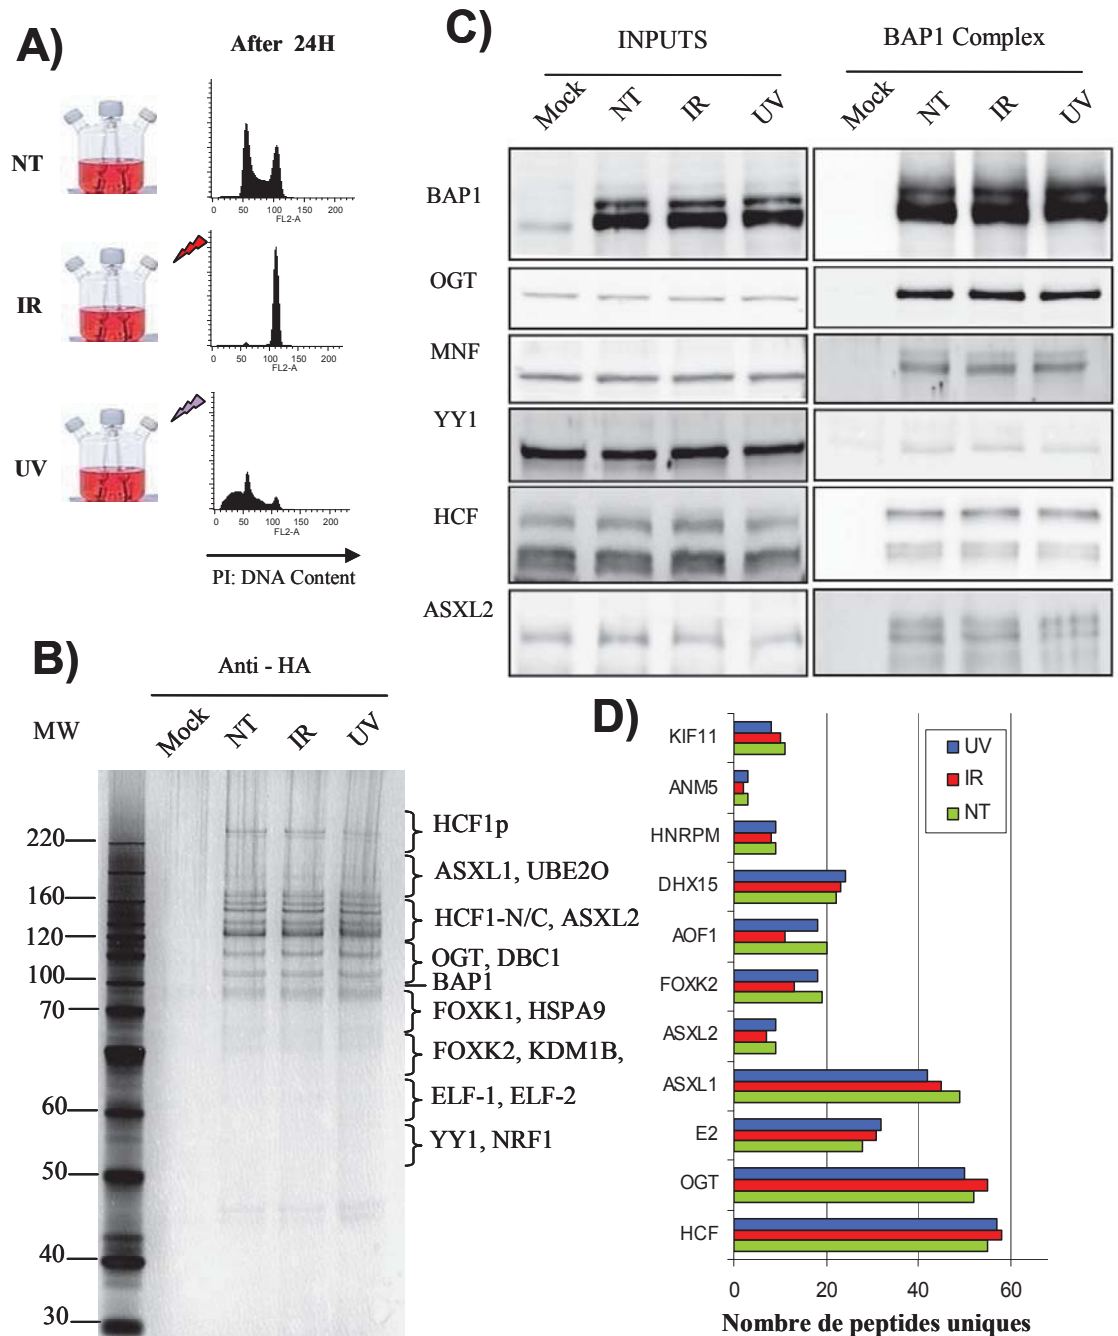 A)
After 24H
NT
0 50 100 150 200
FL2-A
IR
0 50 100 150 200
FL2-A
UV
0 50 100 150 200
FL2-A
PI: DNA Content
B)
Anti - HA
MW
Mock NT IR UV
220
160
120
100
70
60
50
40
30
HCF1p
ASXL1, UBE2O
HCF1-N/C, ASXL2
OGT, DBC1
BAP1
FOXK1, HSPA9
FOXK2, KDM1B,
ELF-1, ELF-2
YY1, NRF1
C)
INPUTS BAP1 Complex
Mock NT IR UV Mock NT IR UV
BAP1
OGT
MNF
YY1
HCF
ASXL2
D)
KIF11
ANM5
HNRPM
DHX15
AOF1
FOXK2
ASXL2
ASXL1
E2
OGT
HCF
UV
IR
NT
0 20 40 60
Nombre de peptides uniques